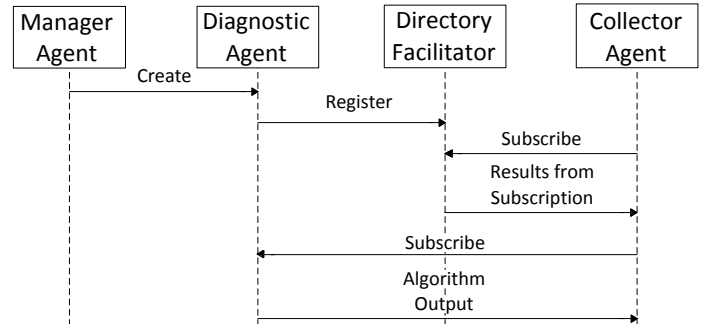 Manager
Agent
Diagnostic
Agent
Directory
Facilitator
Collector
Agent
Create
Register
Subscribe
Results from
Subscription
Subscribe
Algorithm
Output